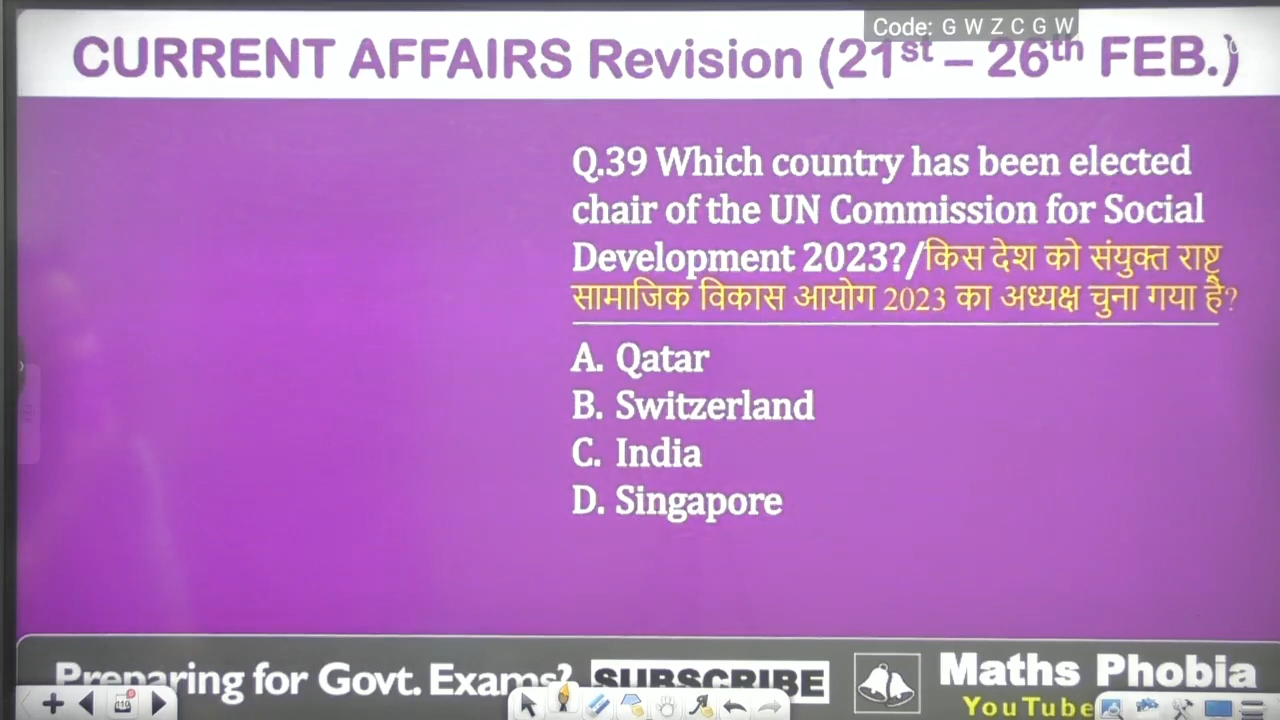 Code: G W Z C G W
CURRENT AFFAIRS Revision (21st – 26th FEB.)
Q.39 Which country has been elected
chair of the UN Commission for Social
Development 2023?/किस देश को संयुक्त राष्ट्र
सामाजिक विकास आयोग 2023 का अध्यक्ष चुना गया है?
A. Qatar
B. Switzerland
C. India
D. Singapore
Preparing for Govt. Exams? SUBSCRIBE
Maths Phobia
YouTube
110